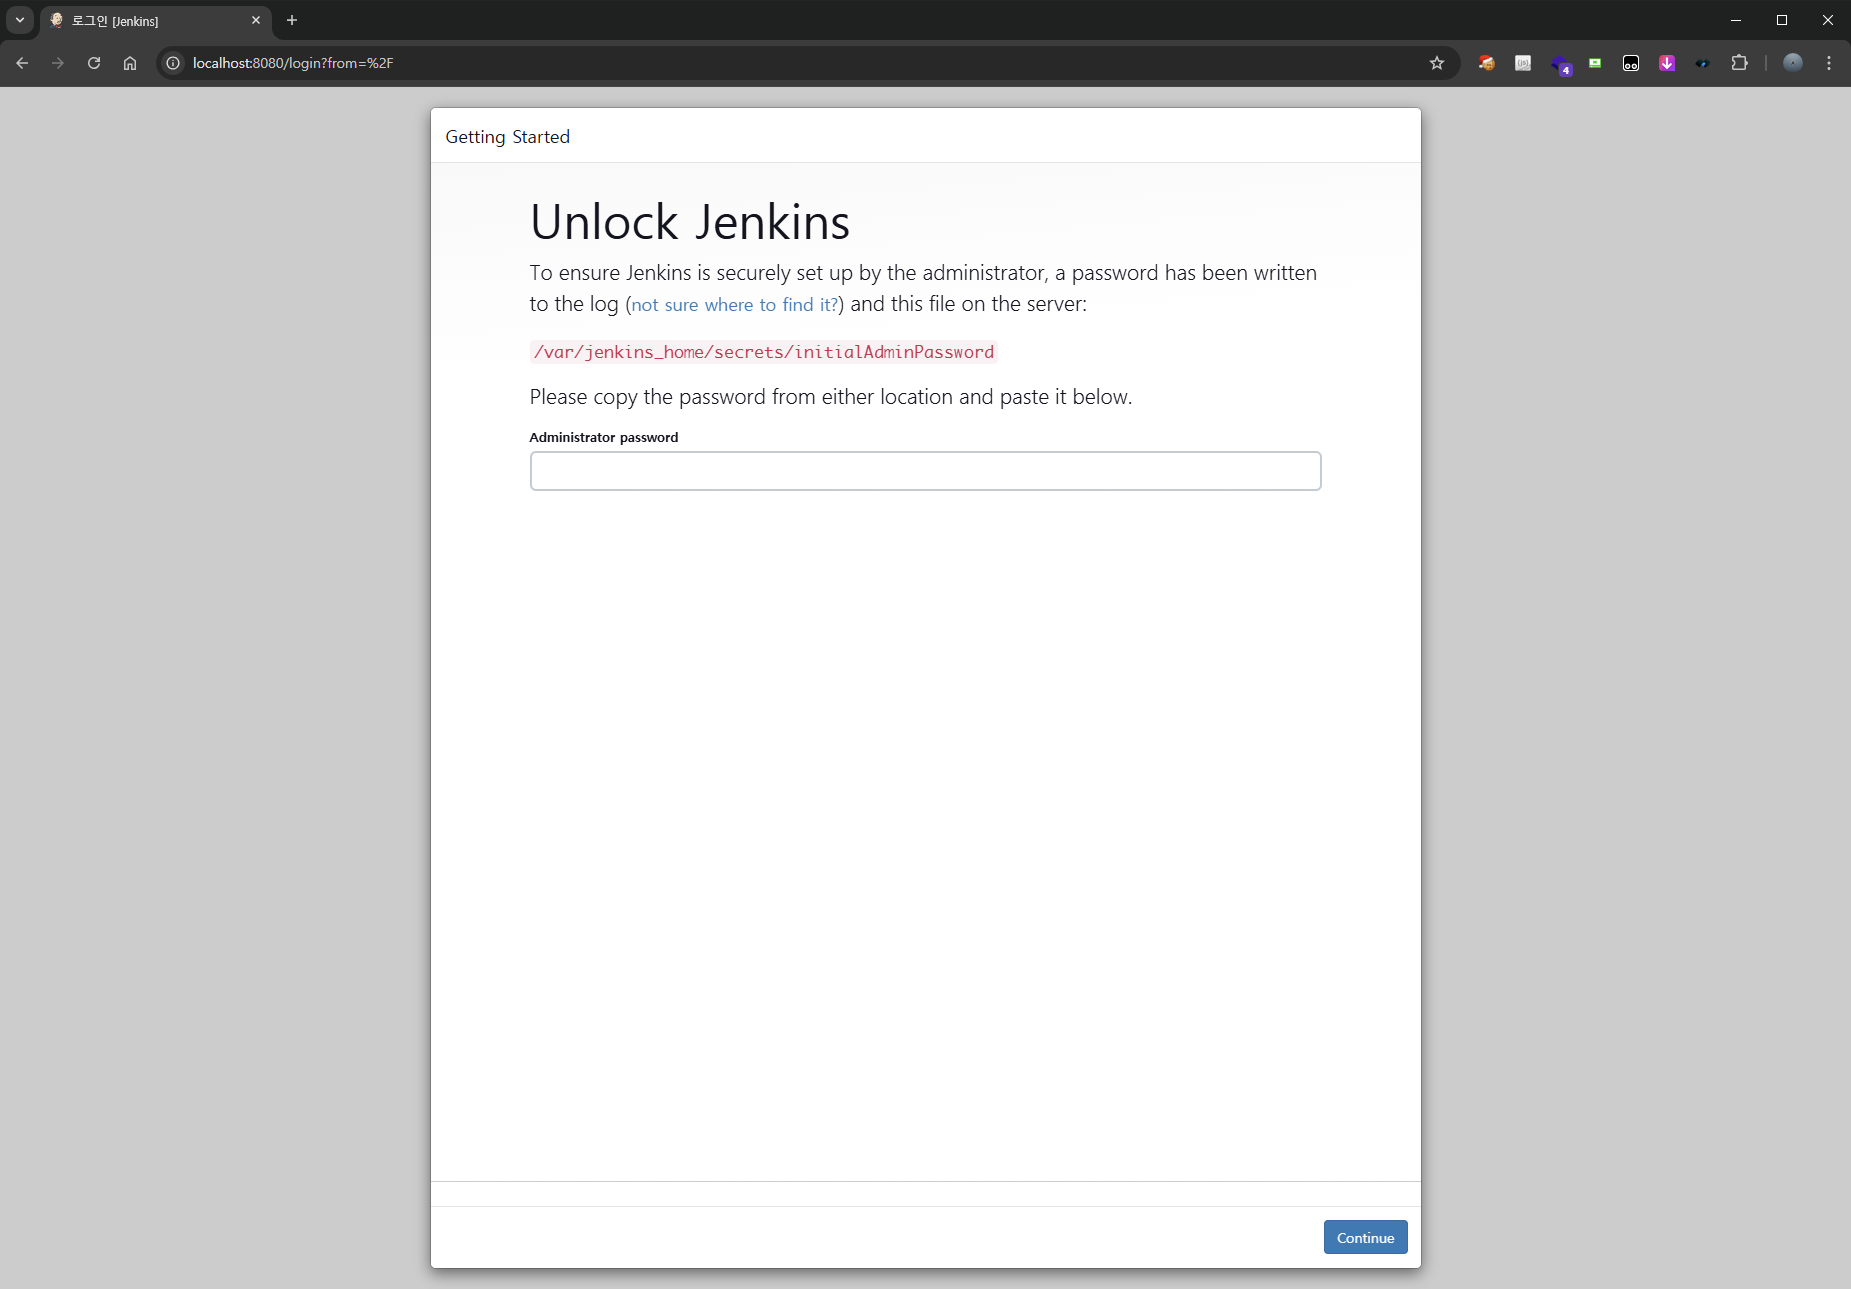 로그인 [Jenkins]
localhost:8080/login?from=%2F
4
Getting Started
Unlock Jenkins
To ensure Jenkins is securely set up by the administrator, a password has been written
to the log (not sure where to find it?) and this file on the server:
/var/jenkins_home/secrets/initialAdminPassword
Please copy the password from either location and paste it below.
Administrator password
Continue